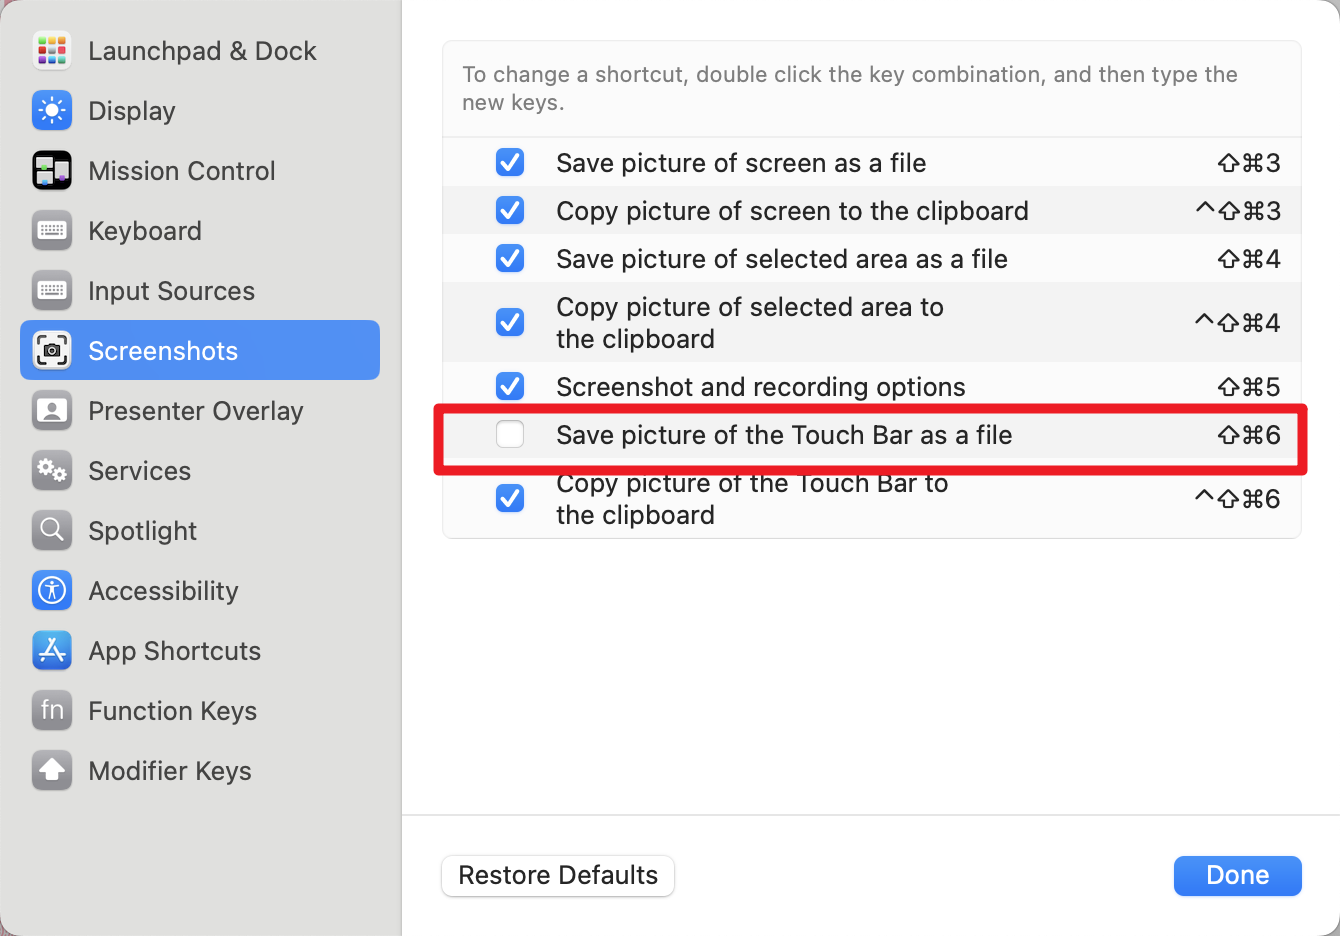 Launchpad & Dock
Display
Mission Control
Keyboard
Input Sources
Screenshots
Presenter Overlay
Services
Spotlight
Accessibility
App Shortcuts
fn Function Keys
Modifier Keys
To change a shortcut, double click the key combination, and then type the
new keys.
Save picture of screen as a file ⇧⌘3
Copy picture of screen to the clipboard ^⇧⌘3
Save picture of selected area as a file ⇧⌘4
Copy picture of selected area to
the clipboard ^⇧⌘4
Screenshot and recording options ⇧⌘5
Save picture of the Touch Bar as a file ⇧⌘6
Copy picture of the Touch Bar to
the clipboard ^⇧⌘6
Restore Defaults
Done